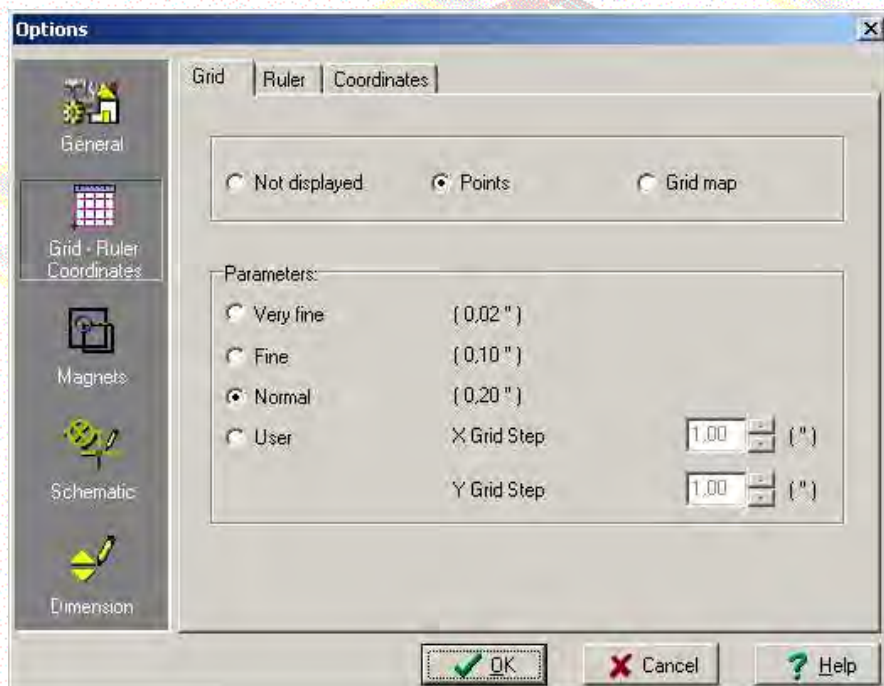 Options
General
Grid - Ruler
Coordinates
Magnets
Schematic
Dimension
Grid Ruler Coordinates
Not displayed Points Grid map
Parameters:
Very fine ( 0,02 " )
Fine ( 0,10 " )
Normal ( 0,20 " )
User X Grid Step 1,00 ( " )
Y Grid Step 1,00 ( " )
OK Cancel Help